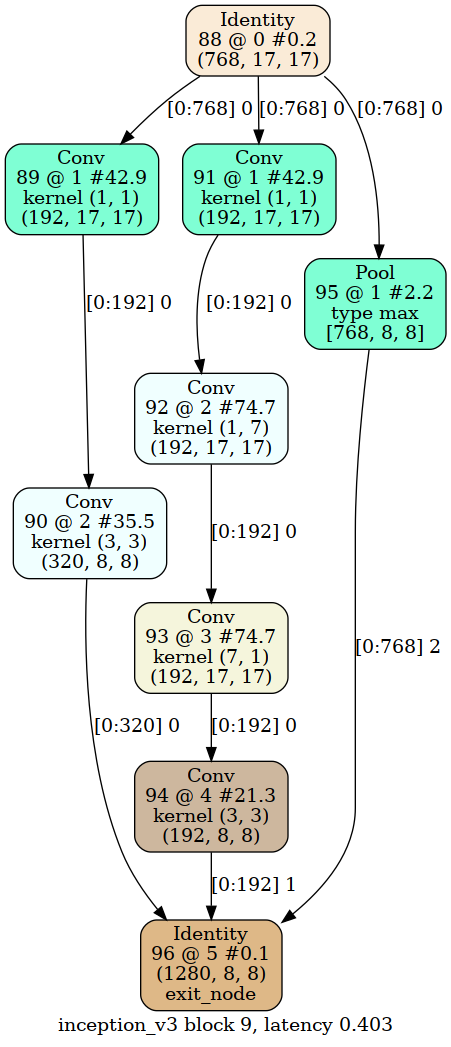 Identity
88 @ 0 #0.2
(768, 17, 17)
[0:768] 0
[0:768] 0
[0:768] 0
Conv
89 @ 1 #42.9
kernel (1, 1)
(192, 17, 17)
Conv
91 @ 1 #42.9
kernel (1, 1)
(192, 17, 17)
Pool
95 @ 1 #2.2
type max
[768, 8, 8]
[0:192] 0
[0:192] 0
Conv
92 @ 2 #74.7
kernel (1, 7)
(192, 17, 17)
Conv
90 @ 2 #35.5
kernel (3, 3)
(320, 8, 8)
[0:192] 0
Conv
93 @ 3 #74.7
kernel (7, 1)
(192, 17, 17)
[0:768] 2
[0:320] 0
[0:192] 0
Conv
94 @ 4 #21.3
kernel (3, 3)
(192, 8, 8)
[0:192] 1
Identity
96 @ 5 #0.1
(1280, 8, 8)
exit_node
inception_v3 block 9, latency 0.403